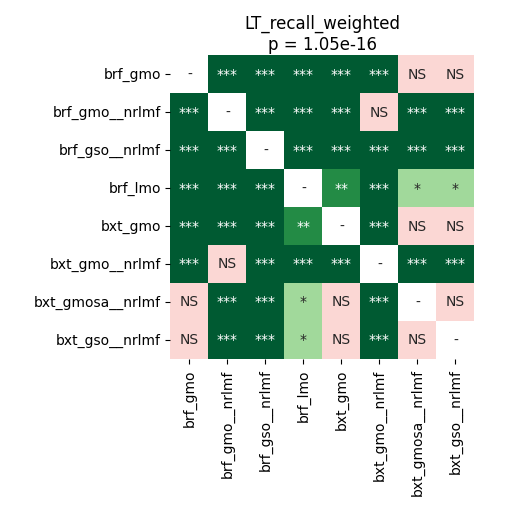 LT_recall_weighted
p = 1.05e-16
brf_gmo - *** *** *** *** *** NS NS
brf_gmo__nrlmf *** - *** *** *** NS *** ***
brf_gso__nrlmf *** *** - *** *** *** *** ***
brf_lmo *** *** *** - ** *** * *
bxt_gmo *** *** *** ** - *** NS NS
bxt_gmo__nrlmf *** NS *** *** *** - *** ***
bxt_gmosa__nrlmf NS *** *** * NS *** - NS
bxt_gso__nrlmf NS *** *** * NS *** NS -
brf_gmo
brf_gmo__nrlmf
brf_gso__nrlmf
brf_lmo
bxt_gmo
bxt_gmo__nrlmf
bxt_gmosa__nrlmf
bxt_gso__nrlmf